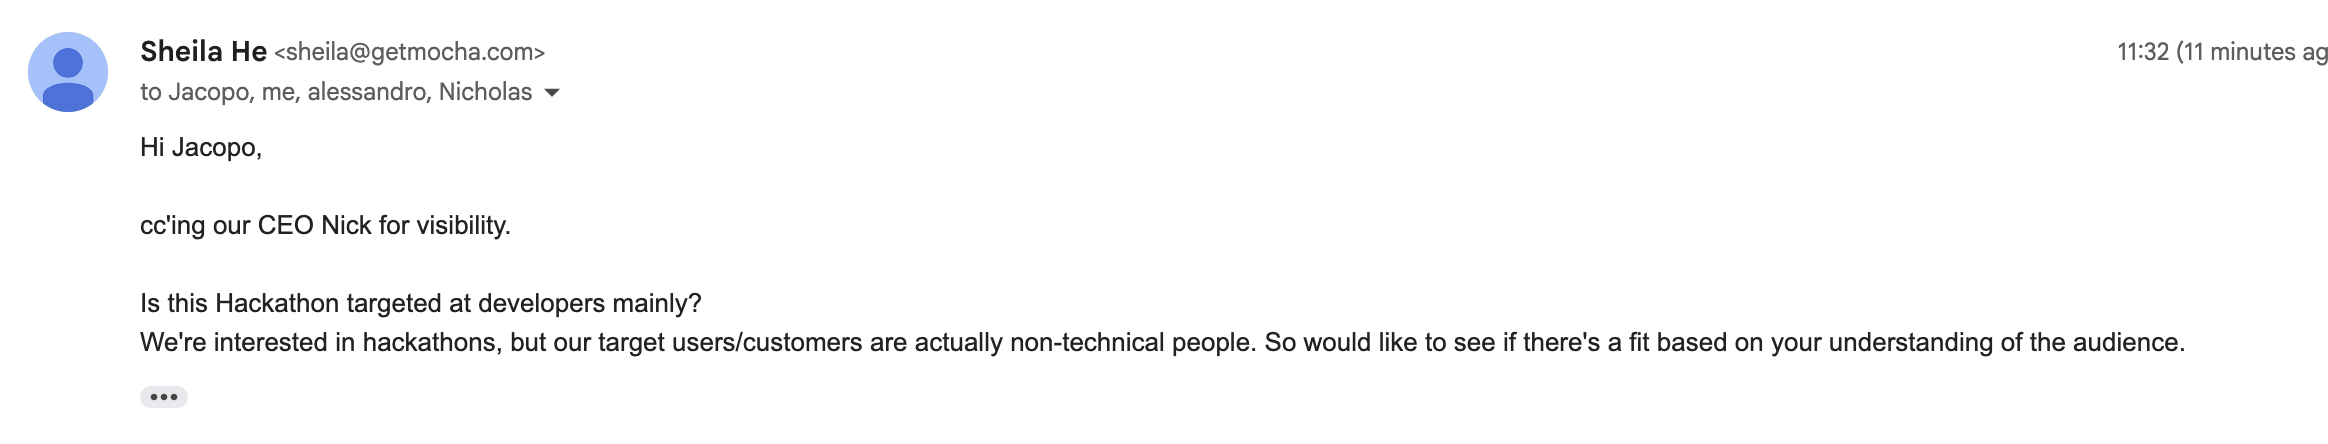 Sheila He <sheila@getmocha.com> 11:32 (11 minutes ag
to Jacopo, me, alessandro, Nicholas
Hi Jacopo,
cc'ing our CEO Nick for visibility.
Is this Hackathon targeted at developers mainly?
We're interested in hackathons, but our target users/customers are actually non-technical people. So would like to see if there's a fit based on your understanding of the audience.